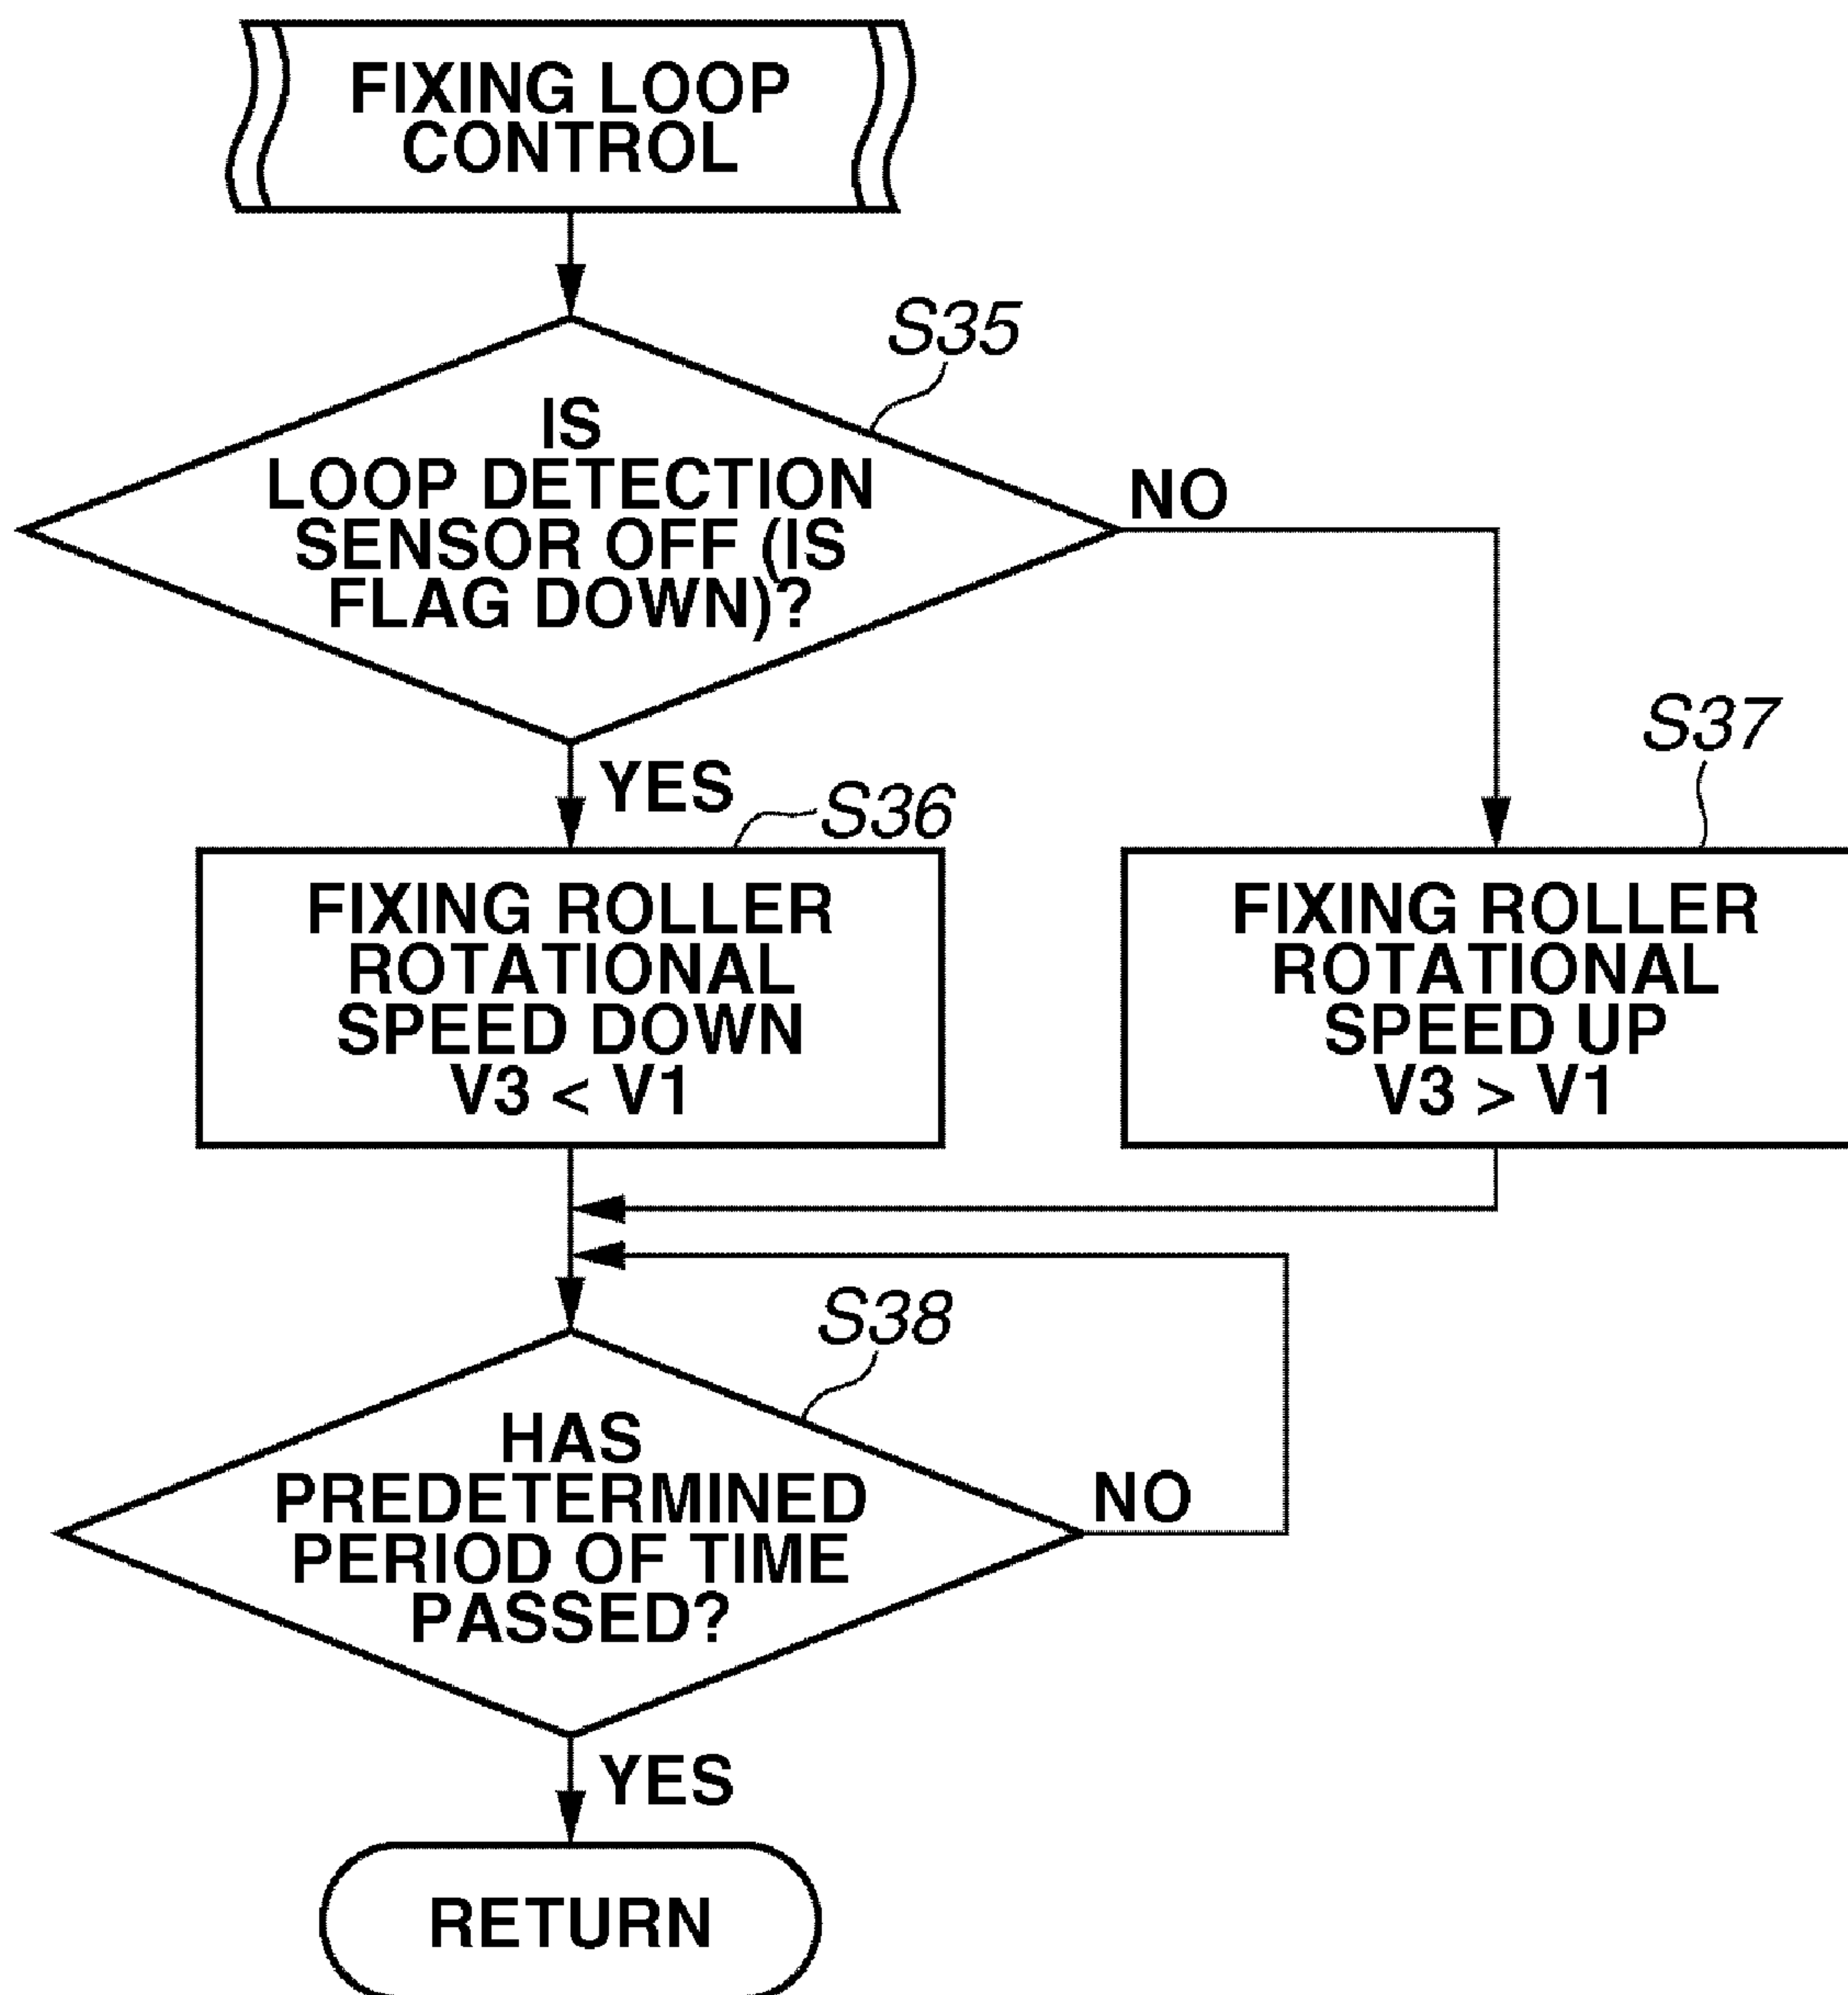 FIXING LOOP
CONTROL
S35
IS
LOOP DETECTION
SENSOR OFF (IS
FLAG DOWN)?
NO
YES
S36
S37
FIXING ROLLER
ROTATIONAL
SPEED DOWN
V3 < V1
FIXING ROLLER
ROTATIONAL
SPEED UP
V3 > V1
S38
HAS
PREDETERMINED
PERIOD OF TIME
PASSED?
NO
YES
RETURN